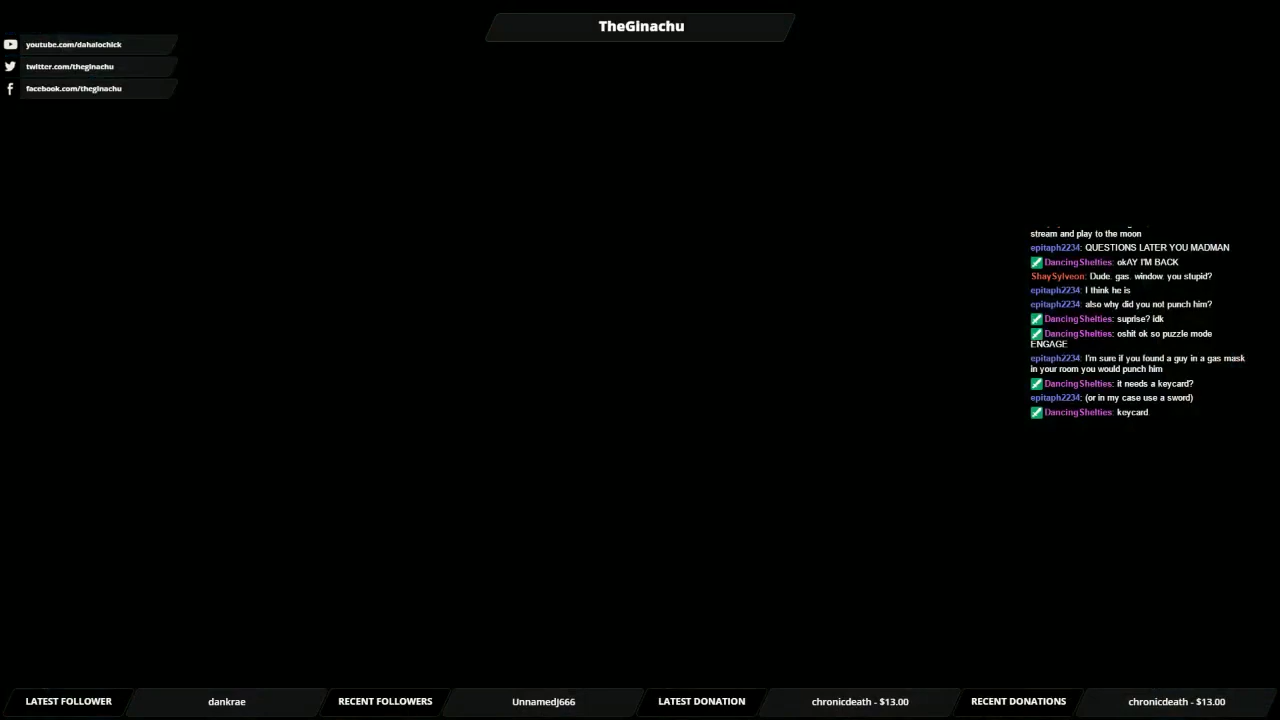 TheGinachu
youtube.com/dahalochick
twitter.com/theginachu
facebook.com/theginachu
stream and play to the moon
epitaph2234: QUESTIONS LATER YOU MADMAN
DancingShelties: okAY I'M BACK
ShaySylveon: Dude. gas. window. you stupid?
epitaph2234: I think he is
epitaph2234: also why did you not punch him?
DancingShelties: suprise? idk
DancingShelties: oshit ok so puzzle mode
ENGAGE
epitaph2234: I'm sure if you found a guy in a gas mask
in your room you would punch him
DancingShelties: it needs a keycard?
epitaph2234: (or in my case use a sword)
DancingShelties: keycard.
LATEST FOLLOWER
dankrae
RECENT FOLLOWERS
UnnamedJ666
LATEST DONATION
chronicdeath - $13.00
RECENT DONATIONS
chronicdeath - $13.00